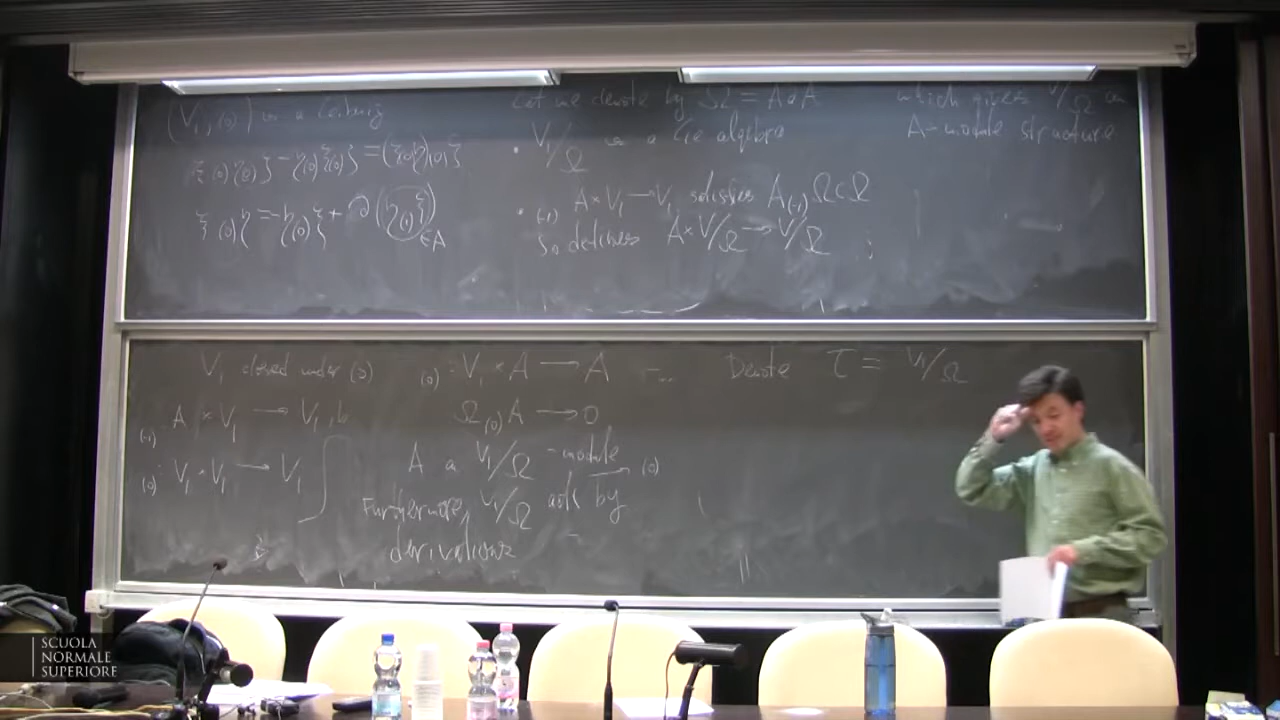 (V₁, (0)) is a Leibniz
ξ(0)η(0)ζ − η(0)ξ(0)ζ = (ξ(0)η)(0)ζ
ξ(0)η = −η(0)ξ + ∂(η(1)ξ)
∈A
Let me denote by Ω = A∂A
• V₁/Ω is a Lie algebra
• (-1) A × V₁ → V₁ satisfies A(-1)Ω ⊂ Ω
so defines A × V/Ω → V/Ω ;
which gives V/Ω an
A-module structure
V₁ closed under (0)
(-1) A × V₁ → V₁
(0) V₁ × V₁ → V₁
(0) : V₁ × A → A
Ω(0) A → 0
A a V₁/Ω -module
Furthermore, V₁/Ω acts by (0)
derivations
Denote τ = V₁/Ω
SCUOLA
NORMALE
SUPERIORE